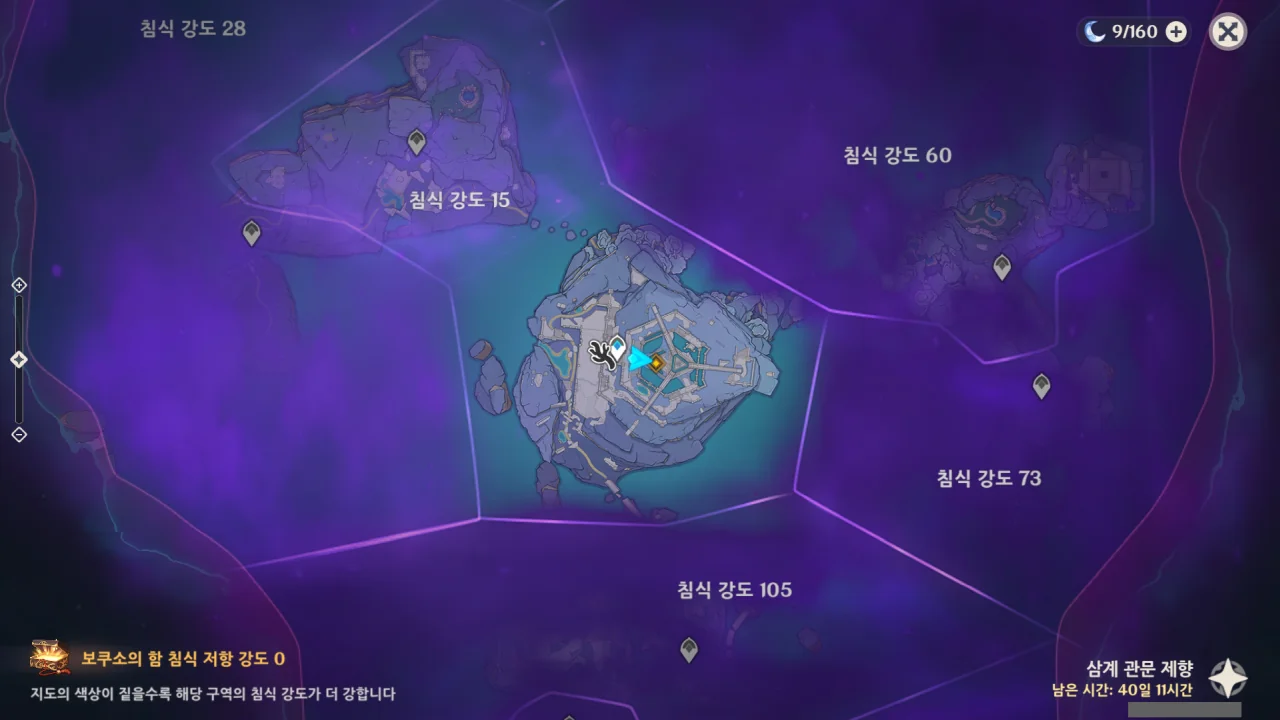 침식 강도 28
9/160
침식 강도 60
침식 강도 15
침식 강도 73
침식 강도 105
보쿠소의 함 침식 저항 강도 0
지도의 색상이 짙을수록 해당 구역의 침식 강도가 더 강합니다
삼계 관문 제향
남은 시간: 40일 11시간